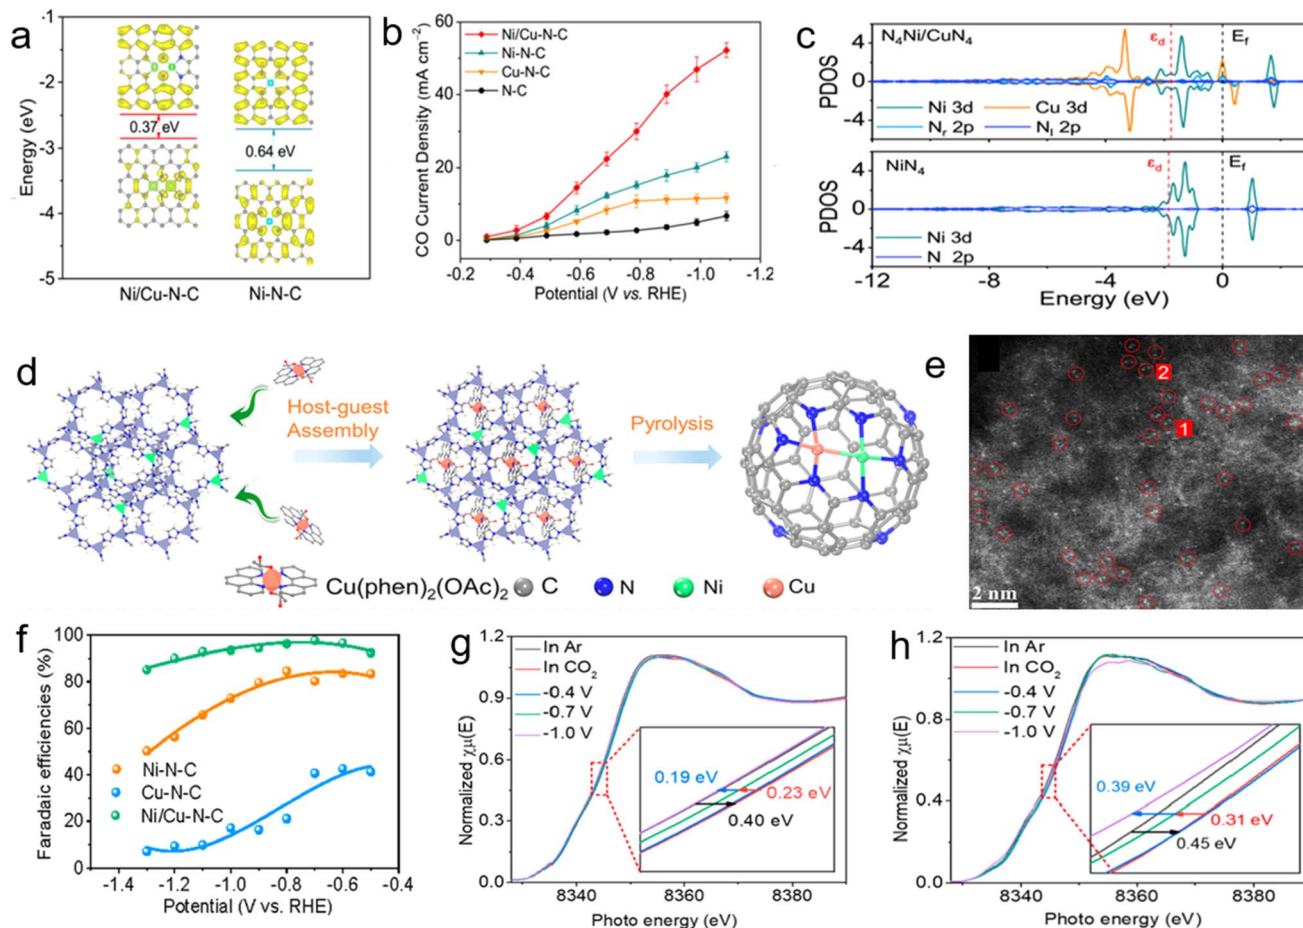 a
-1
-2
-3
-4
-5
Energy (eV)
0.37 eV
0.64 eV
Ni/Cu-N-C
Ni-N-C
b
60
40
20
0
CO Current Density (mA cm⁻²)
Ni/Cu-N-C
Ni-N-C
Cu-N-C
N-C
-0.2
-0.4
-0.6
-0.8
-1.0
-1.2
Potential (V vs. RHE)
c
PDOS
4
0
-4
N₄Ni/CuN₄
εd
Ef
Ni 3d
Cu 3d
Nr 2p
Nl 2p
PDOS
4
0
-4
NiN₄
εd
Ef
Ni 3d
N 2p
-12
-8
-4
0
Energy (eV)
d
Host-guest
Assembly
Pyrolysis
Cu(phen)₂(OAc)₂
C
N
Ni
Cu
e
2
1
2 nm
f
100
80
60
40
20
0
Faradaic efficiencies (%)
Ni-N-C
Cu-N-C
Ni/Cu-N-C
-1.4
-1.2
-1.0
-0.8
-0.6
-0.4
Potential (V vs. RHE)
g
1.2
0.9
0.6
0.3
0.0
Normalized χμ(E)
In Ar
In CO₂
-0.4 V
-0.7 V
-1.0 V
0.19 eV
0.23 eV
0.40 eV
8340
8360
8380
Photo energy (eV)
h
1.2
0.8
0.4
0.0
Normalized χμ(E)
In Ar
In CO₂
-0.4 V
-0.7 V
-1.0 V
0.39 eV
0.31 eV
0.45 eV
8340
8360
8380
Photo energy (eV)